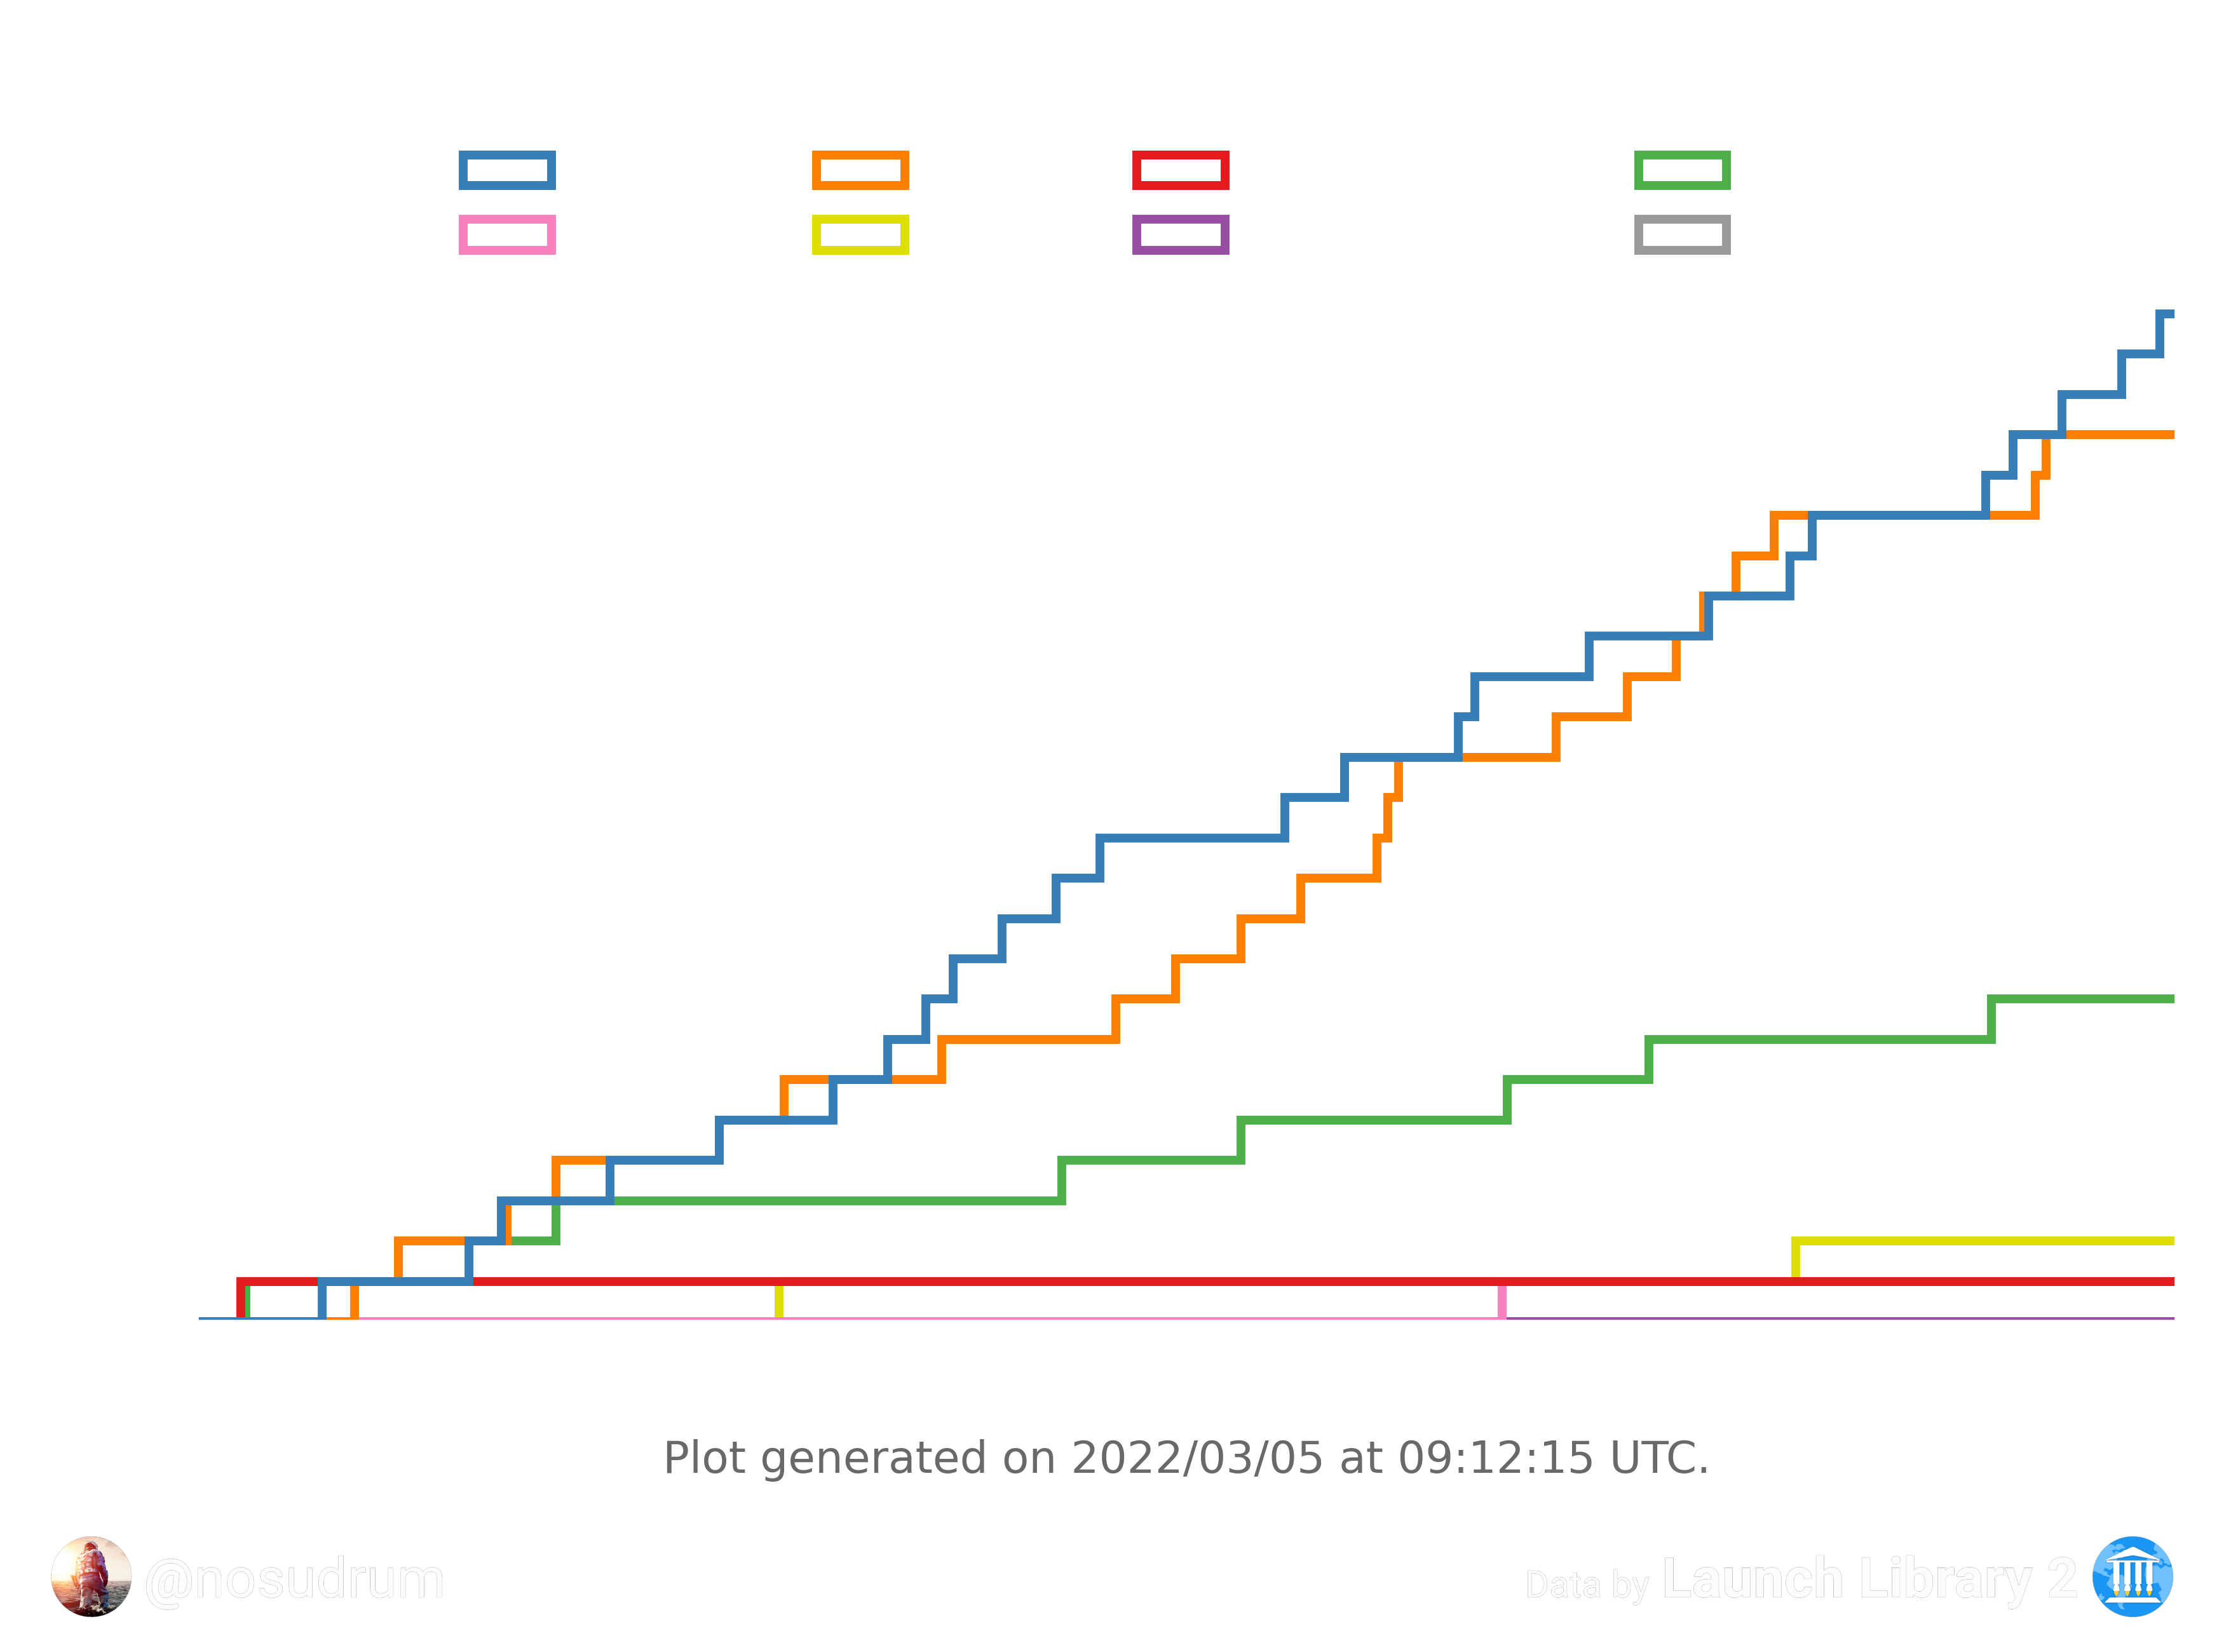 Plot generated on 2022/03/05 at 09:12:15 UTC.
@nosudrum
Data by Launch Library 2